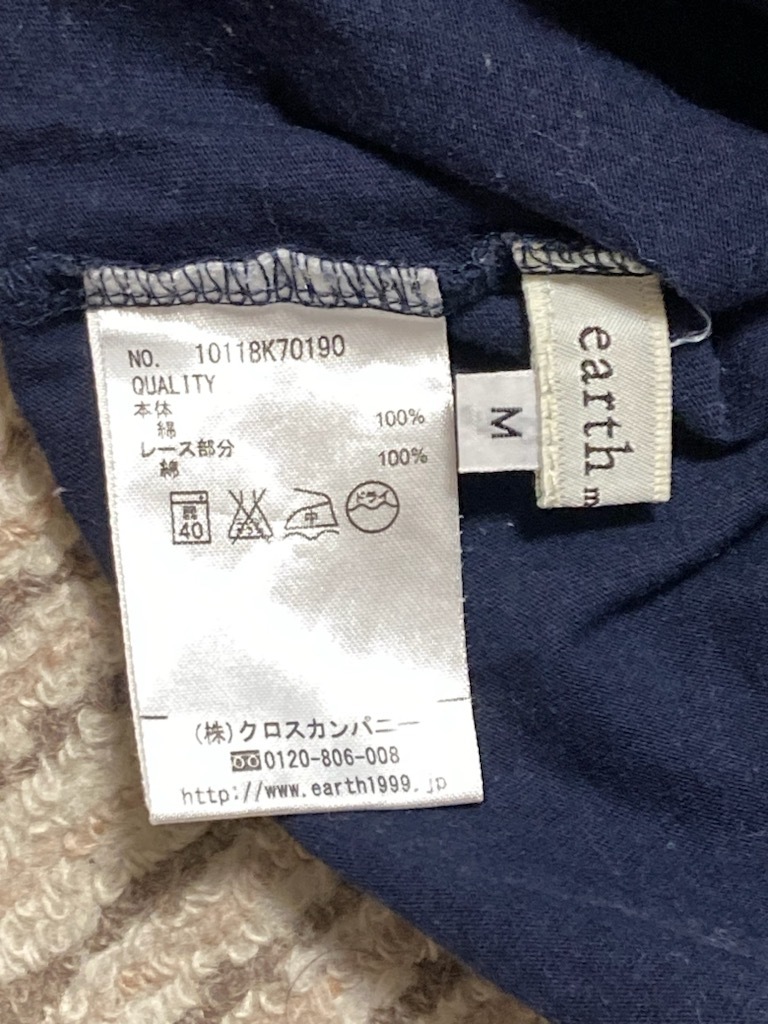 NO. 10118K70190
QUALITY
本体
綿 100%
レース部分
綿 100%
40
中
ドライ
(株)クロスカンパニー
0120-806-008
http://www.earth1999.jp
M
earth m